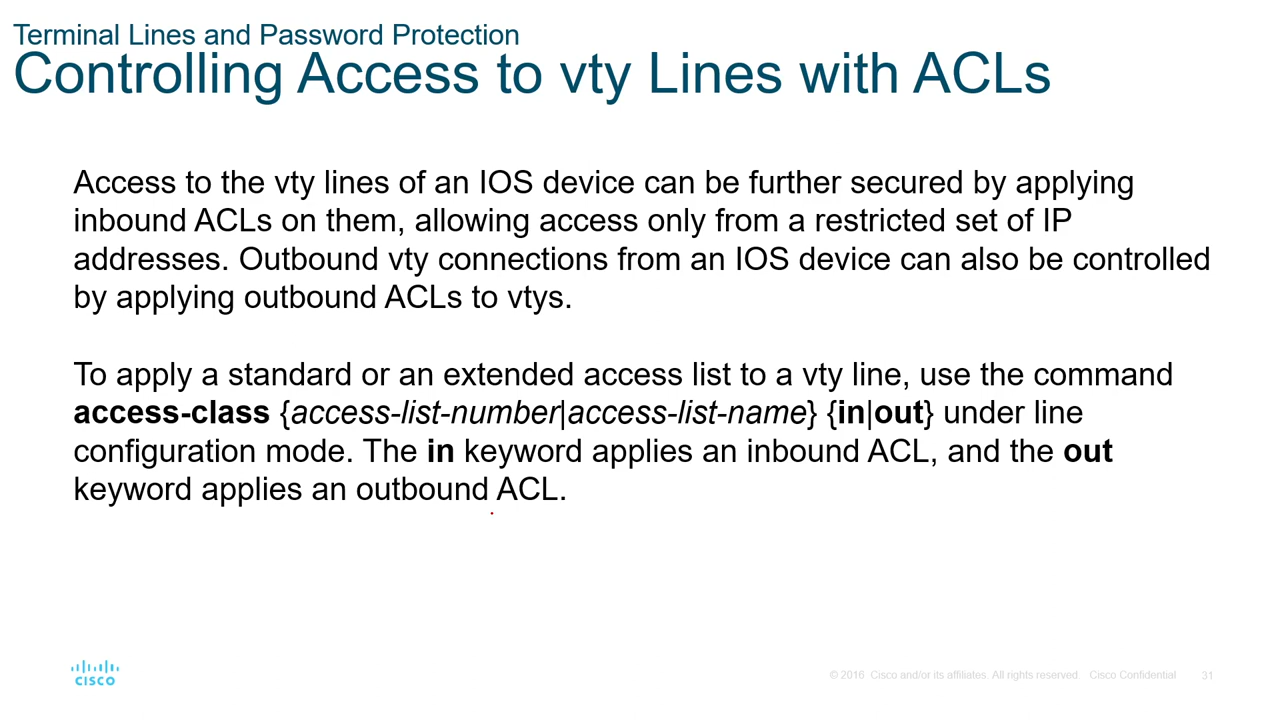 Terminal Lines and Password Protection
Controlling Access to vty Lines with ACLs
Access to the vty lines of an IOS device can be further secured by applying
inbound ACLs on them, allowing access only from a restricted set of IP
addresses. Outbound vty connections from an IOS device can also be controlled
by applying outbound ACLs to vtys.
To apply a standard or an extended access list to a vty line, use the command
access-class {access-list-number|access-list-name} {in|out} under line
configuration mode. The in keyword applies an inbound ACL, and the out
keyword applies an outbound ACL.
CISCO
© 2016 Cisco and/or its affiliates. All rights reserved. Cisco Confidential 31